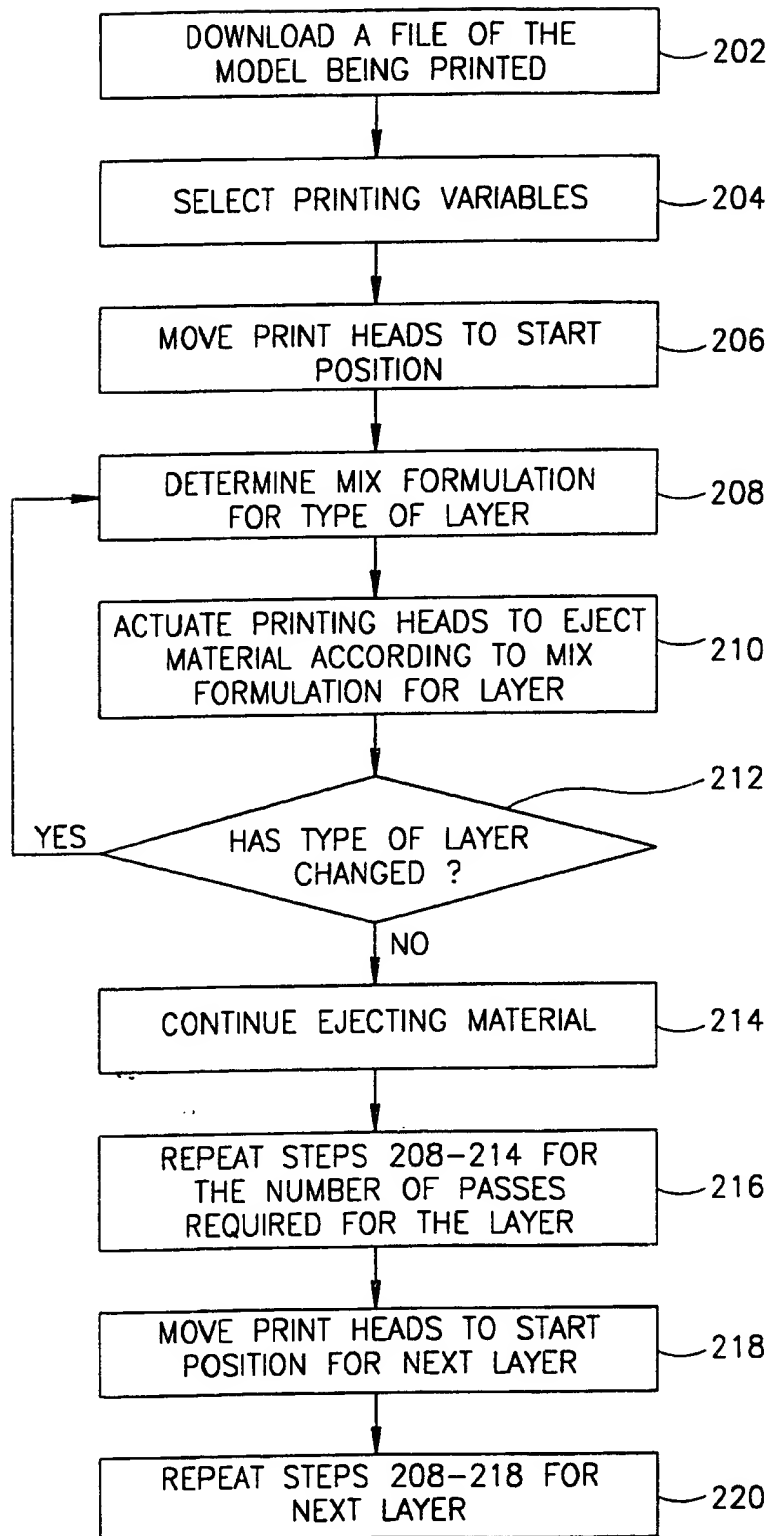 DOWNLOAD A FILE OF THE
MODEL BEING PRINTED
202
SELECT PRINTING VARIABLES
204
MOVE PRINT HEADS TO START
POSITION
206
DETERMINE MIX FORMULATION
FOR TYPE OF LAYER
208
ACTUATE PRINTING HEADS TO EJECT
MATERIAL ACCORDING TO MIX
FORMULATION FOR LAYER
210
212
YES
HAS TYPE OF LAYER
CHANGED ?
NO
CONTINUE EJECTING MATERIAL
214
REPEAT STEPS 208-214 FOR
THE NUMBER OF PASSES
REQUIRED FOR THE LAYER
216
MOVE PRINT HEADS TO START
POSITION FOR NEXT LAYER
218
REPEAT STEPS 208-218 FOR
NEXT LAYER
220